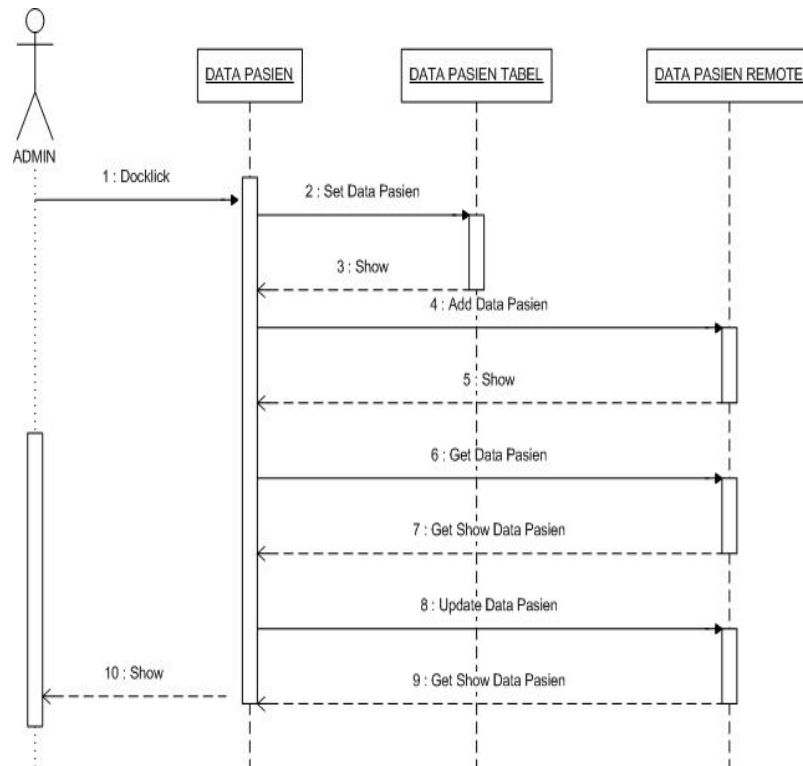 DATA PASIEN
DATA PASIEN TABEL
DATA PASIEN REMOTE
ADMIN
1 : Docklick
2 : Set Data Pasien
3 : Show
4 : Add Data Pasien
5 : Show
6 : Get Data Pasien
7 : Get Show Data Pasien
8 : Update Data Pasien
10 : Show
9 : Get Show Data Pasien